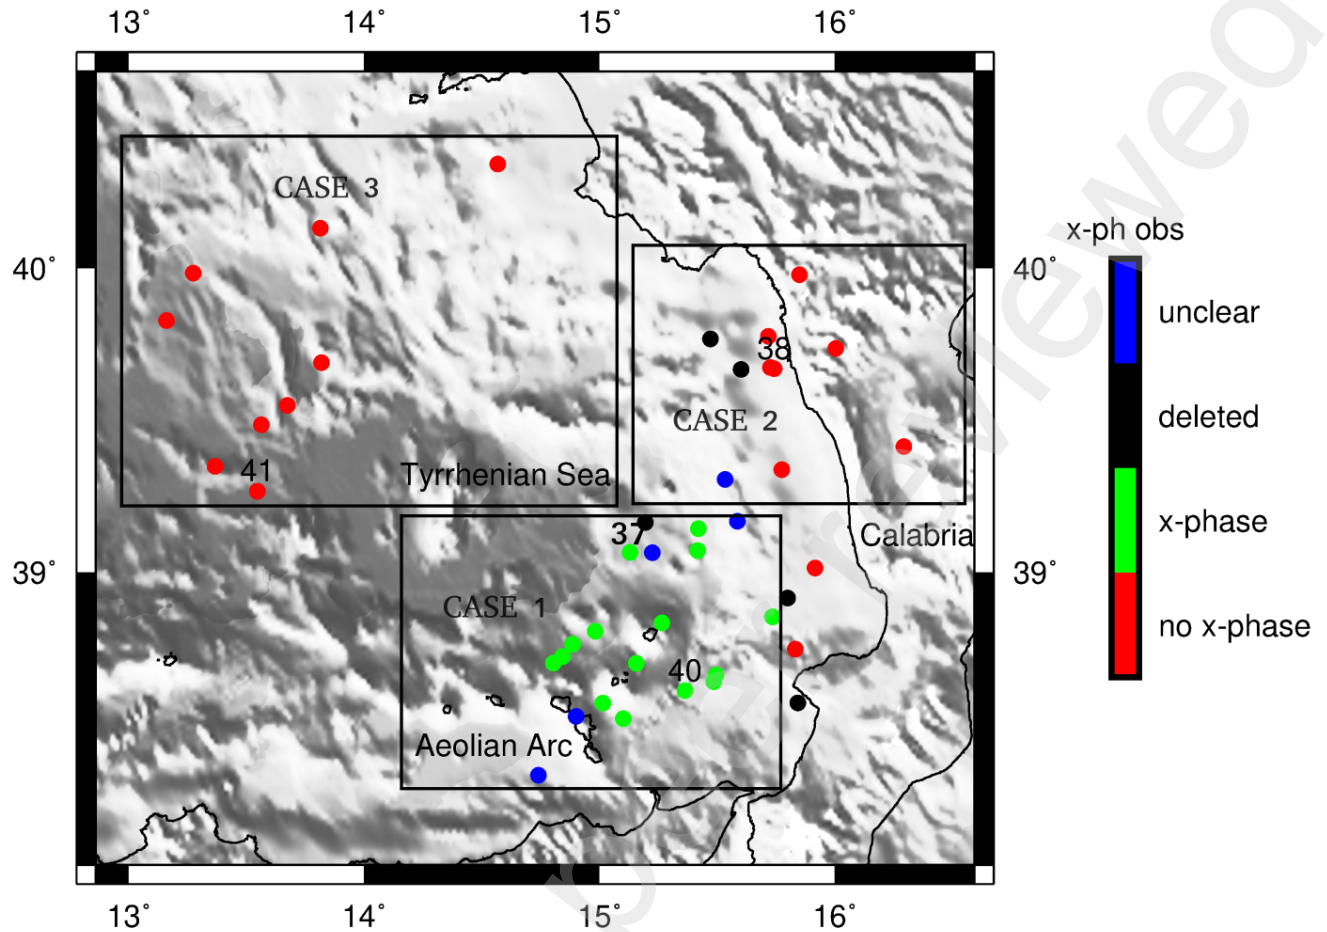 13° 14° 15° 16°
CASE 3
x-ph obs
40° 40°
unclear
38
deleted
CASE 2
41
Tyrrhenian Sea
x-phase
37
Calabria
39° 39°
CASE 1
no x-phase
40
Aeolian Arc
13° 14° 15° 16°